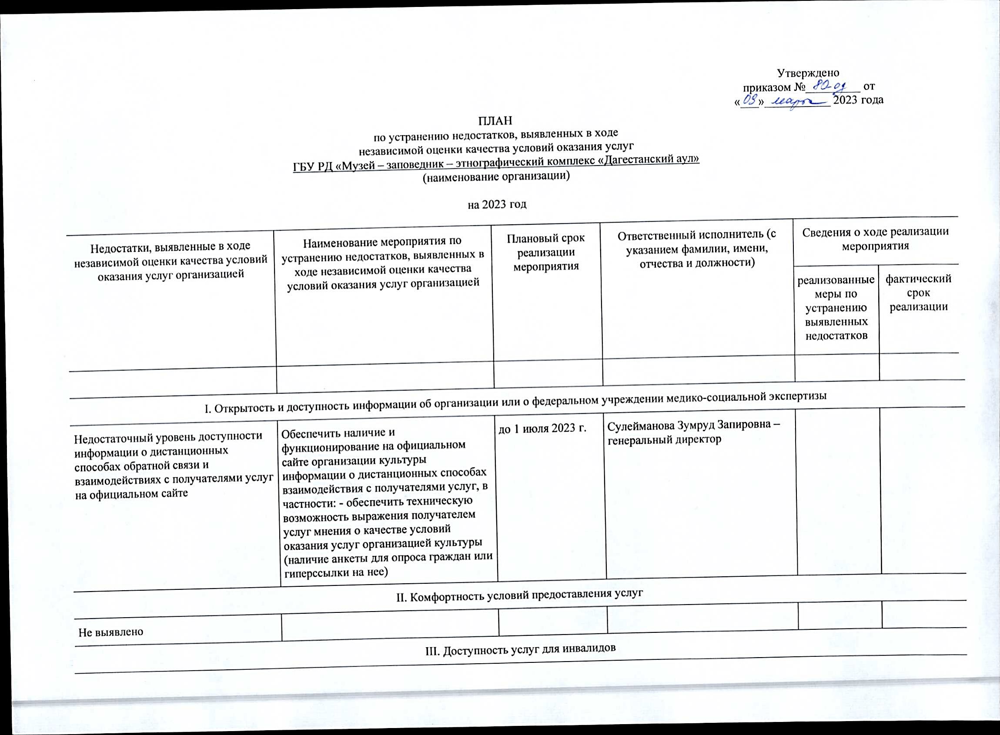 Утверждено
приказом № 80-од от
«09» марта 2023 года
ПЛАН
по устранению недостатков, выявленных в ходе
независимой оценки качества условий оказания услуг
ГБУ РД «Музей – заповедник – этнографический комплекс «Дагестанский аул»
(наименование организации)
на 2023 год
Недостатки, выявленные в ходе
независимой оценки качества условий
оказания услуг организацией
Наименование мероприятия по
устранению недостатков, выявленных в
ходе независимой оценки качества
условий оказания услуг организацией
Плановый срок
реализации
мероприятия
Ответственный исполнитель (с
указанием фамилии, имени,
отчества и должности)
Сведения о ходе реализации
мероприятия
реализованные
меры по
устранению
выявленных
недостатков
фактический
срок
реализации
I. Открытость и доступность информации об организации или о федеральном учреждении медико-социальной экспертизы
Недостаточный уровень доступности
информации о дистанционных
способах обратной связи и
взаимодействиях с получателями услуг
на официальном сайте
Обеспечить наличие и
функционирование на официальном
сайте организации культуры
информации о дистанционных способах
взаимодействия с получателями услуг, в
частности: - обеспечить техническую
возможность выражения получателем
услуг мнения о качестве условий
оказания услуг организацией культуры
(наличие анкеты для опроса граждан или
гиперссылки на нее)
до 1 июля 2023 г.
Сулейманова Зумруд Запировна –
генеральный директор
II. Комфортность условий предоставления услуг
Не выявлено
III. Доступность услуг для инвалидов